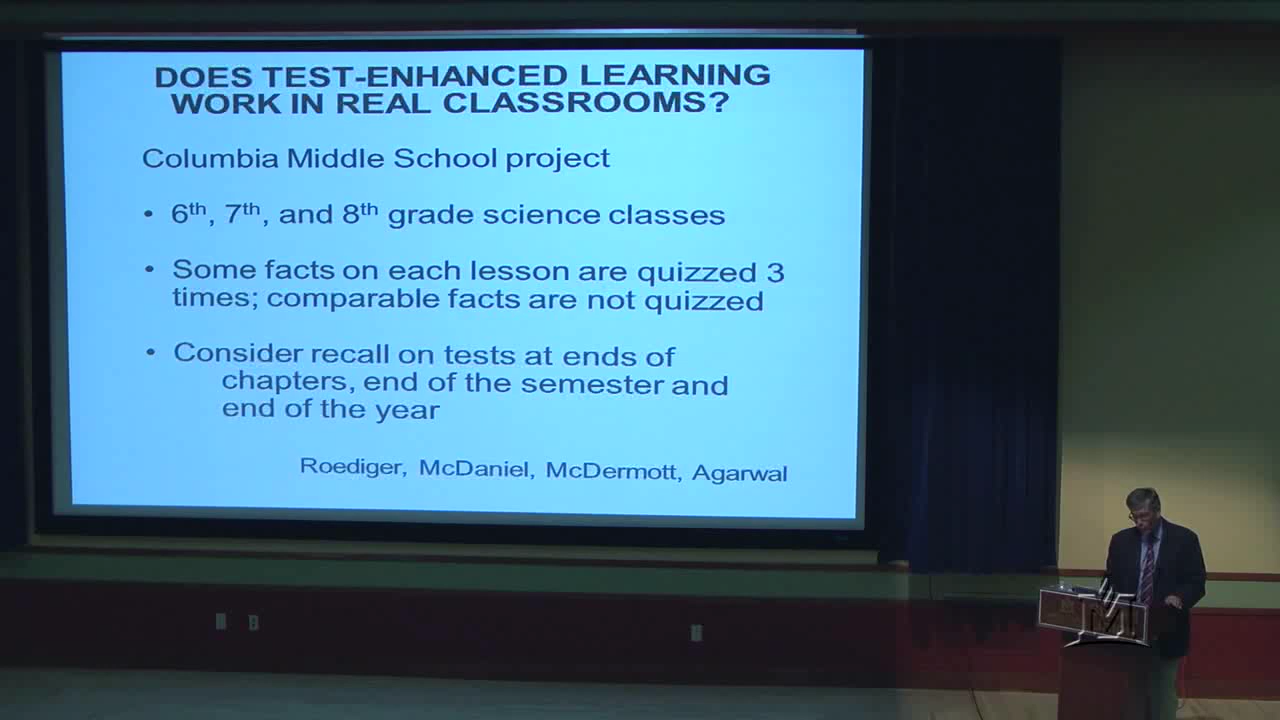 DOES TEST-ENHANCED LEARNING
WORK IN REAL CLASSROOMS?
Columbia Middle School project
• 6th, 7th, and 8th grade science classes
• Some facts on each lesson are quizzed 3
times; comparable facts are not quizzed
• Consider recall on tests at ends of
chapters, end of the semester and
end of the year
Roediger, McDaniel, McDermott, Agarwal
M